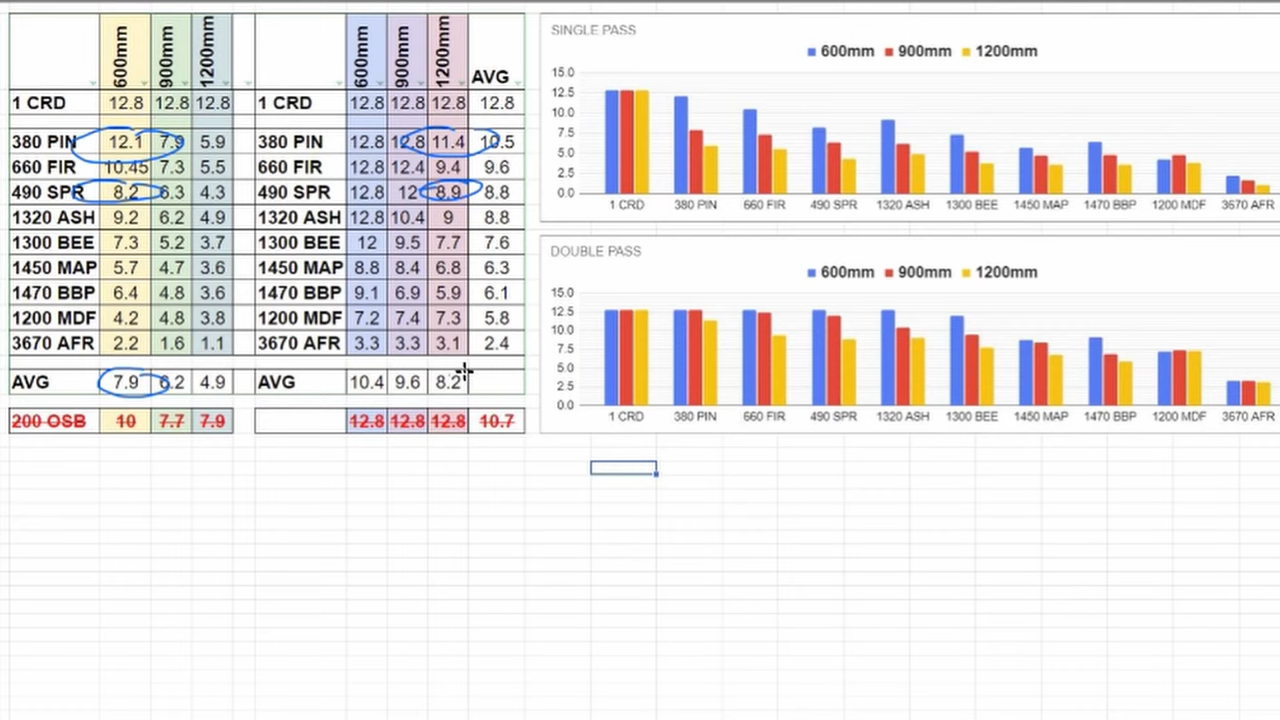 600mm 900mm 1200mm 600mm 900mm 1200mm AVG
1 CRD 12.8 12.8 12.8 1 CRD 12.8 12.8 12.8 12.8
380 PIN 12.1 7.9 5.9 380 PIN 12.8 12.8 11.4 10.5
660 FIR 10.45 7.3 5.5 660 FIR 12.8 12.4 9.4 9.6
490 SPR 8.2 6.3 4.3 490 SPR 12.8 12 8.9 8.8
1320 ASH 9.2 6.2 4.9 1320 ASH 12.8 10.4 9 8.8
1300 BEE 7.3 5.2 3.7 1300 BEE 12 9.5 7.7 7.6
1450 MAP 5.7 4.7 3.6 1450 MAP 8.8 8.4 6.8 6.3
1470 BBP 6.4 4.8 3.6 1470 BBP 9.1 6.9 5.9 6.1
1200 MDF 4.2 4.8 3.8 1200 MDF 7.2 7.4 7.3 5.8
3670 AFR 2.2 1.6 1.1 3670 AFR 3.3 3.3 3.1 2.4
AVG 7.9 6.2 4.9 AVG 10.4 9.6 8.2
200 OSB 10 7.7 7.9 12.8 12.8 12.8 10.7
SINGLE PASS
600mm 900mm 1200mm
15.0
12.5
10.0
7.5
5.0
2.5
0.0
1 CRD 380 PIN 660 FIR 490 SPR 1320 ASH 1300 BEE 1450 MAP 1470 BBP 1200 MDF 3670 AFR
DOUBLE PASS
600mm 900mm 1200mm
15.0
12.5
10.0
7.5
5.0
2.5
0.0
1 CRD 380 PIN 660 FIR 490 SPR 1320 ASH 1300 BEE 1450 MAP 1470 BBP 1200 MDF 3670 AFR